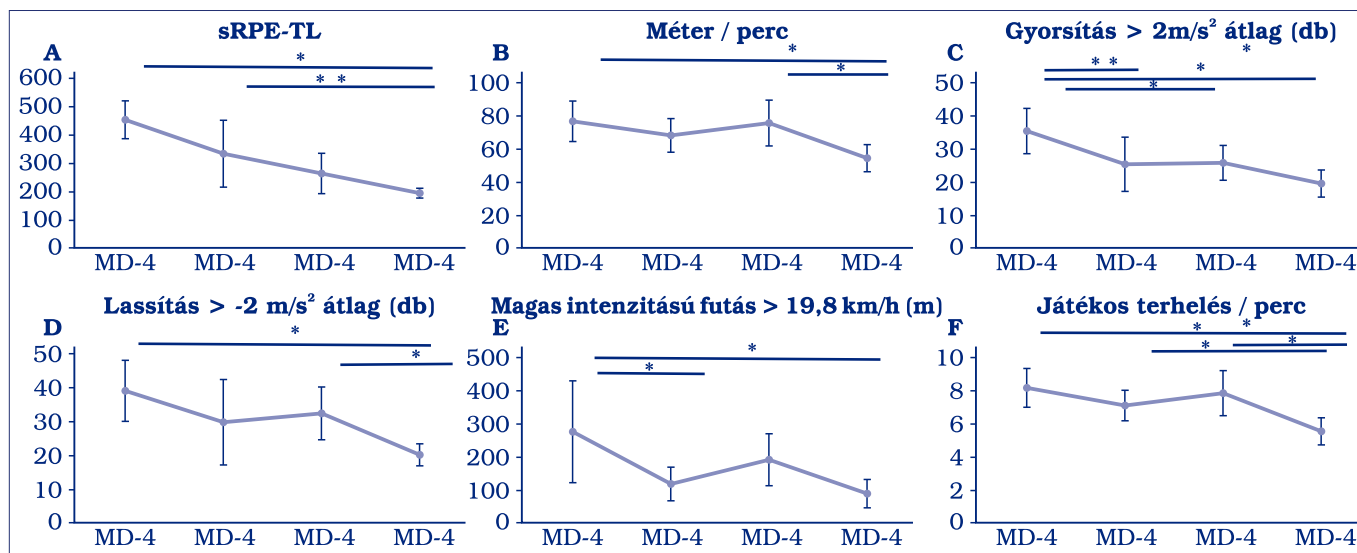 sRPE-TL
A
*
* *
600
500
400
300
200
100
0
MD-4 MD-4 MD-4 MD-4
Méter / perc
B
*
*
100
80
60
40
20
0
MD-4 MD-4 MD-4 MD-4
Gyorsítás > 2m/s² átlag (db)
C
*
* *
*
*
50
40
30
20
10
0
MD-4 MD-4 MD-4 MD-4
Lassítás > -2 m/s² átlag (db)
D
*
*
50
40
30
20
10
0
MD-4 MD-4 MD-4 MD-4
Magas intenzitású futás > 19,8 km/h (m)
E
*
*
500
400
300
200
100
0
MD-4 MD-4 MD-4 MD-4
Játékos terhelés / perc
F
*
*
*
*
10
8
6
4
2
0
MD-4 MD-4 MD-4 MD-4